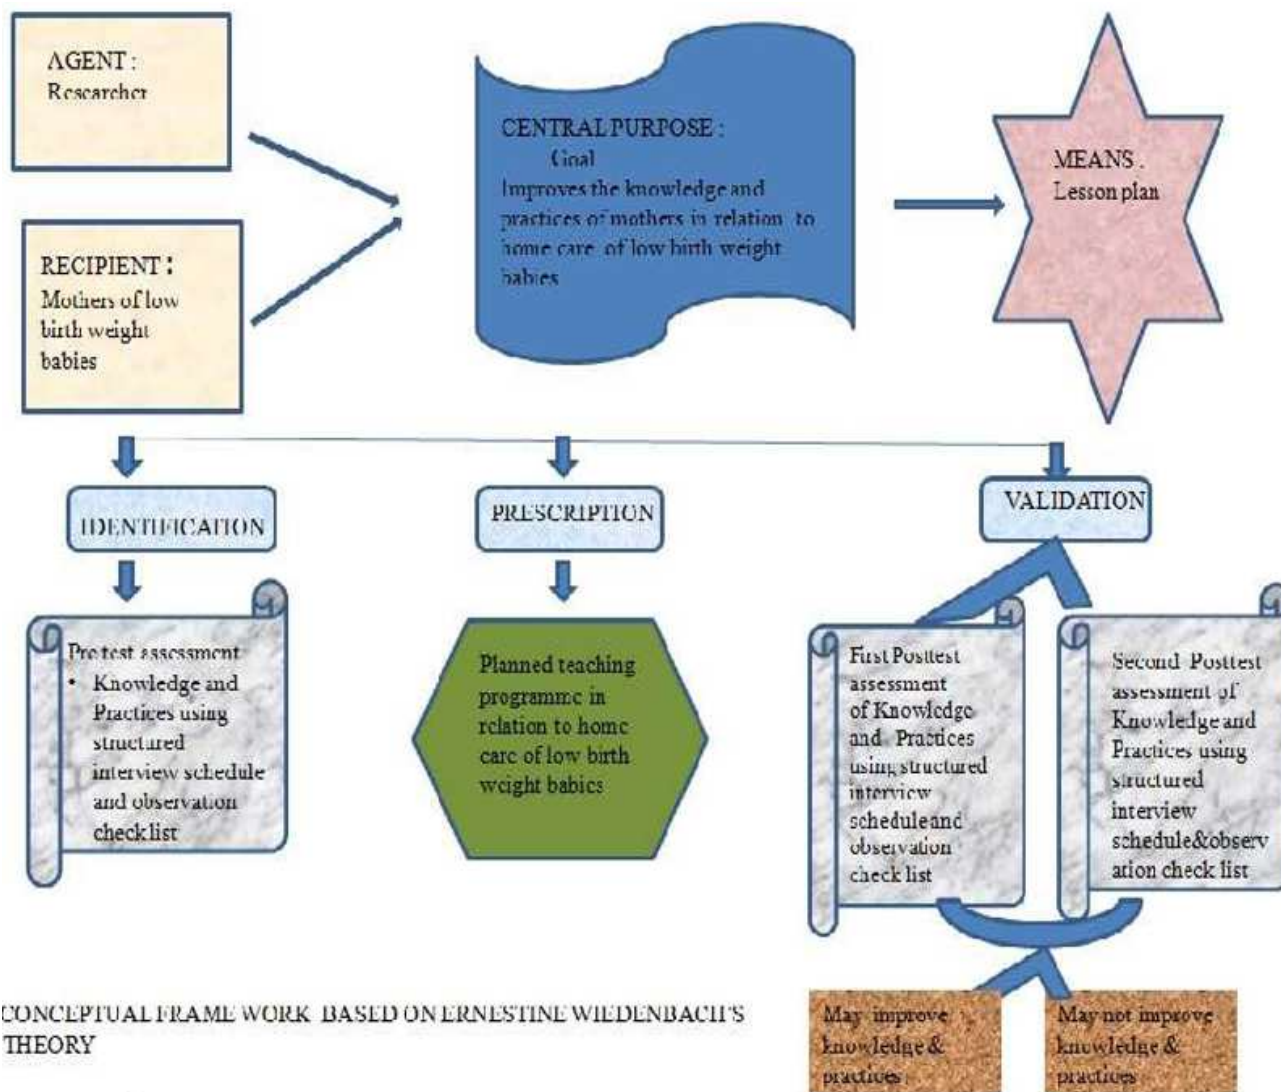 AGENT :
Researcher
RECIPIENT :
Mothers of low
birth weight
babies
CENTRAL PURPOSE :
Goal
Improves the knowledge and
practices of mothers in relation to
home care of low birth weight
babies
MEANS :
Lesson plan
IDENTIFICATION
PRESCRIPTION
VALIDATION
Pre test assessment
• Knowledge and
Practices using
structured
interview schedule
and observation
check list
Planned teaching
programme in
relation to home
care of low birth
weight babies
First Posttest
assessment
of Knowledge
and Practices
using structured
interview
schedule and
observation
check list
Second Posttest
assessment of
Knowledge and
Practices using
structured
interview
schedule&observ
ation check list
May improve
knowledge &
practices
May not improve
knowledge &
practices
CONCEPTUAL FRAME WORK BASED ON ERNESTINE WIEDENBACH'S
THEORY